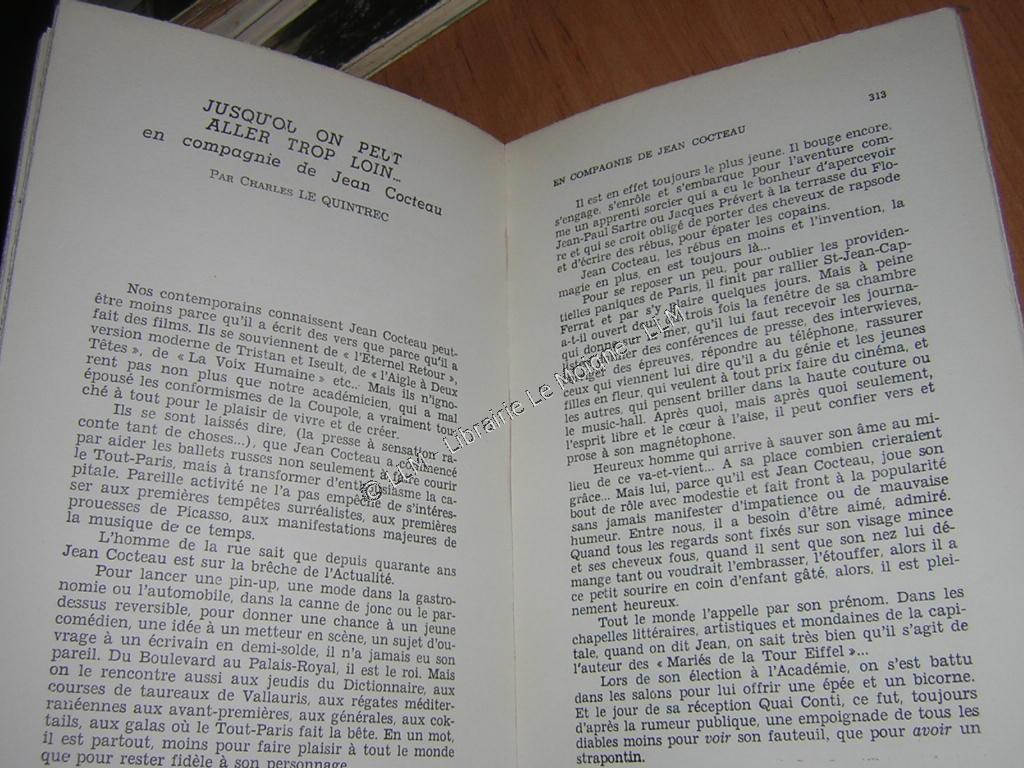 JUSQU'OU ON PEUT
ALLER TROP LOIN...
en compagnie de Jean Cocteau
PAR CHARLES LE QUINTREC
Nos contemporains connaissent Jean Cocteau peut-
être moins parce qu'il a écrit des vers que parce qu'il a
fait des films. Ils se souviennent de « l'Eternel Retour »,
version moderne de Tristan et Iseult, de « l'Aigle à Deux
Têtes », de « La Voix Humaine » etc... Mais ils n'igno-
rent pas non plus que notre académicien, qui a mal
épousé les conformismes de la Coupole, a vraiment tou-
ché à tout pour le plaisir de vivre et de créer.
Ils se sont laissés dire, (la presse à sensation ra-
conte tant de choses...), que Jean Cocteau a commencé
par aider les ballets russes non seulement à faire courir
le Tout-Paris, mais à transformer d'enthousiasme la ca-
pitale. Pareille activité ne l'a pas empêché de s'intéres-
ser aux premières tempêtes surréalistes, aux premières
prouesses de Picasso, aux manifestations majeures de
la musique de ce temps.
L'homme de la rue sait que depuis quarante ans
Jean Cocteau est sur la brêche de l'Actualité.
Pour lancer une pin-up, une mode dans la gastro-
nomie ou l'automobile, dans la canne de jonc ou le par-
dessus reversible, pour donner une chance à un jeune
comédien, une idée à un metteur en scène, un sujet d'ou-
vrage à un écrivain en demi-solde, il n'a jamais eu son
pareil. Du Boulevard au Palais-Royal, il est le roi. Mais
on le rencontre aussi aux jeudis du Dictionnaire, aux
courses de taureaux de Vallauris, aux régates méditer-
ranéennes aux avant-premières, aux générales, aux cok-
tails, aux galas où le Tout-Paris fait la bête. En un mot,
il est partout, moins pour faire plaisir à tout le monde
que pour rester fidèle à son personnage.
313
EN COMPAGNIE DE JEAN COCTEAU
Il est en effet toujours le plus jeune. Il bouge encore,
s'engage, s'enrôle et s'embarque pour l'aventure com-
me un apprenti sorcier qui a eu le bonheur d'apercevoir
Jean-Paul Sartre ou Jacques Prévert à la terrasse du Flo-
re et qui se croit obligé de porter des cheveux de rapsode
et d'écrire des rébus, pour épater les copains.
Jean Cocteau, les rébus en moins et l'invention, la
magie en plus, en est toujours là...
Pour se reposer un peu, pour oublier les providen-
tielles paniques de Paris, il finit par rallier St-Jean-Cap-
Ferrat et par s'y plaire quelques jours. Mais à peine
a-t-il ouvert deux ou trois fois la fenêtre de sa chambre
qui donne sur la mer, qu'il lui faut recevoir les journa-
listes, donner des conférences de presse, des interwieves,
corriger des épreuves, répondre au téléphone, rassurer
ceux qui viennent lui dire qu'il a du génie et les jeunes
filles en fleur, qui veulent à tout prix faire du cinéma, et
les autres, qui pensent briller dans la haute couture ou
le music-hall. Après quoi, mais après quoi seulement,
l'esprit libre et le cœur à l'aise, il peut confier vers et
prose à son magnétophone.
Heureux homme qui arrive à sauver son âme au mi-
lieu de ce va-et-vient... A sa place combien crieraient
grâce... Mais lui, parce qu'il est Jean Cocteau, joue son
bout de rôle avec modestie et fait front à la popularité
sans jamais manifester d'impatience ou de mauvaise
humeur. Entre nous, il a besoin d'être aimé, admiré.
Quand tous les regards sont fixés sur son visage mince
et ses cheveux fous, quand il sent que son nez lui dé-
mange tant ou voudrait l'embrasser, l'étouffer, alors il a
ce petit sourire en coin d'enfant gâté, alors, il est plei-
nement heureux.
Tout le monde l'appelle par son prénom. Dans les
chapelles littéraires, artistiques et mondaines de la capi-
tale, quand on dit Jean, on sait très bien qu'il s'agit de
l'auteur des « Mariés de la Tour Eiffel »...
Lors de son élection à l'Académie, on s'est battu
dans les salons pour lui offrir une épée et un bicorne.
Et le jour de sa réception Quai Conti, ce fut, toujours
d'après la rumeur publique, une empoignade de tous les
diables moins pour voir son fauteuil, que pour avoir un
strapontin.
@ LLM - Librairie Le Moigne - LLM